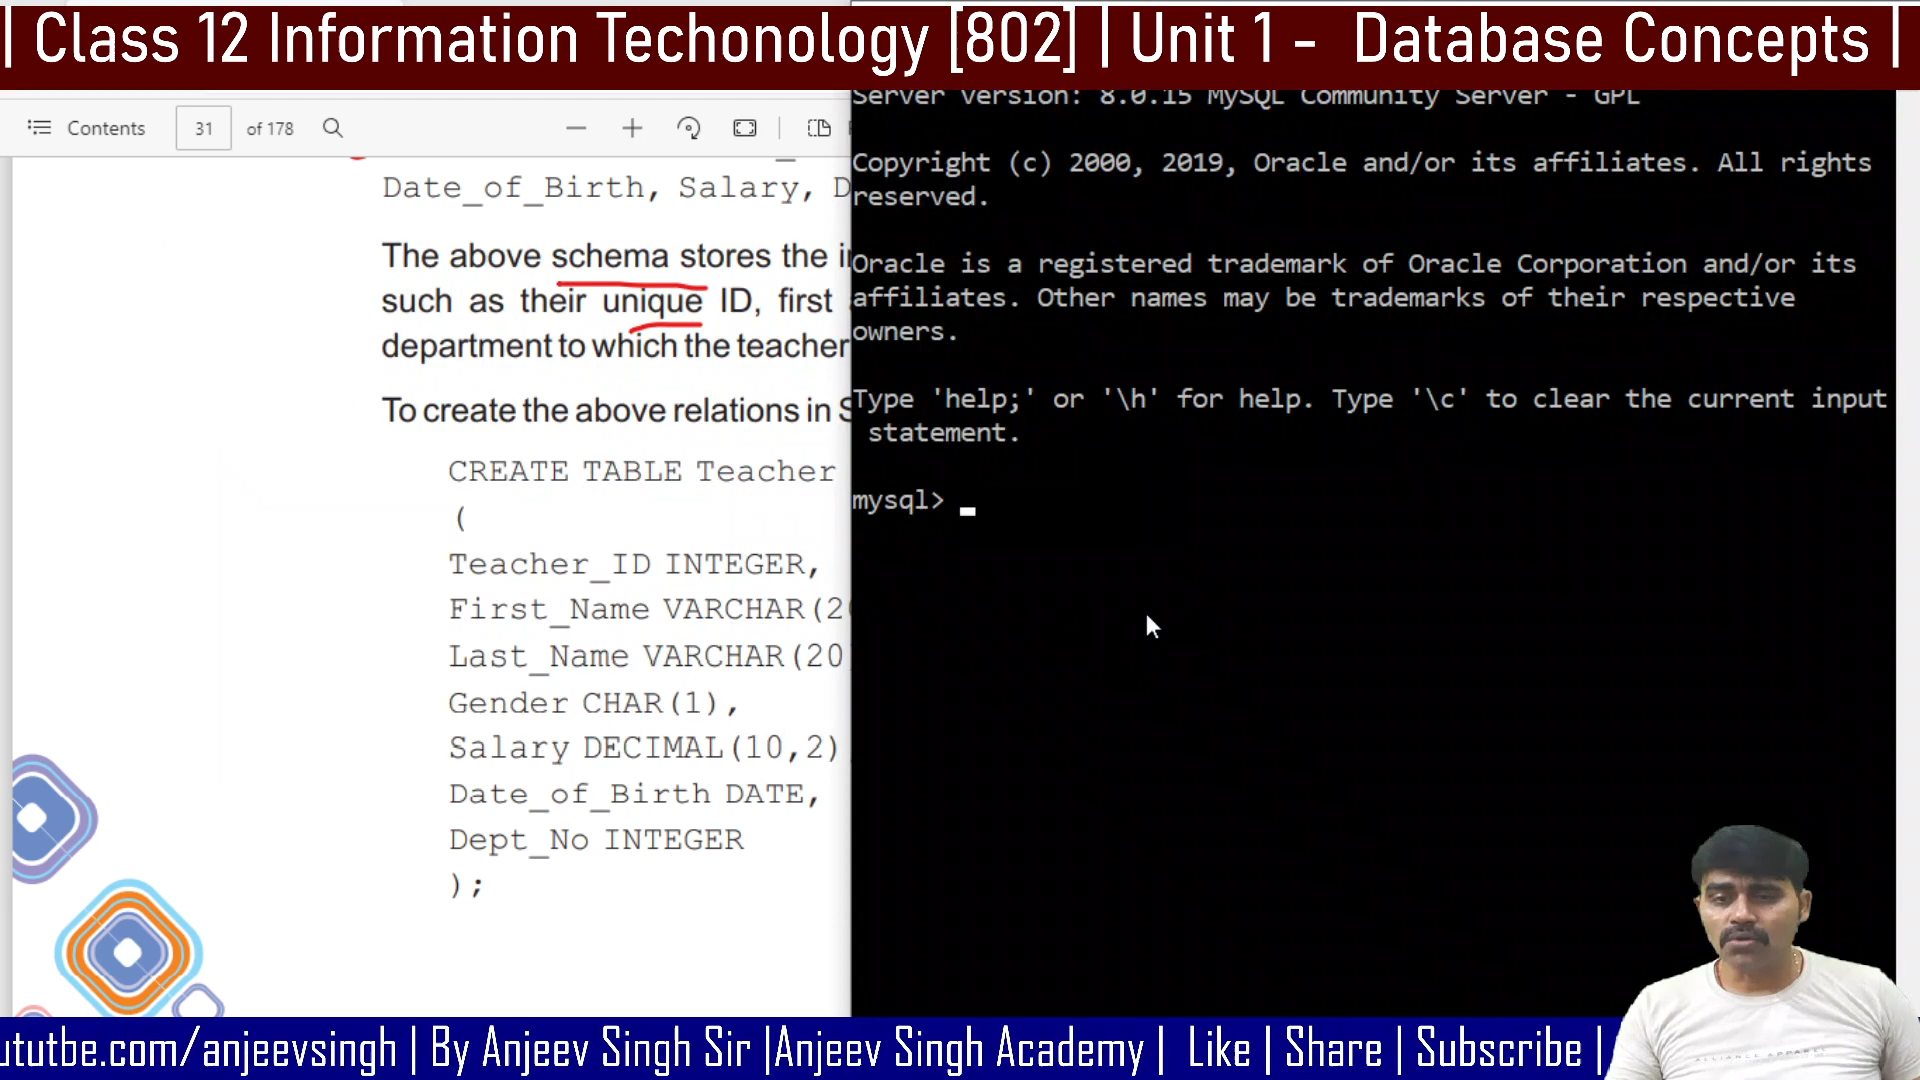 | Class 12 Information Techonology [802] | Unit 1 - Database Concepts |
Contents 31 of 178
Date_of_Birth, Salary, D
The above schema stores the
such as their unique ID, first
department to which the teacher
To create the above relations in S
CREATE TABLE Teacher
(
Teacher_ID INTEGER,
First_Name VARCHAR(20
Last_Name VARCHAR(20
Gender CHAR(1),
Salary DECIMAL(10,2)
Date_of_Birth DATE,
Dept_No INTEGER
);
Server version: 8.0.15 MySQL Community Server - GPL
Copyright (c) 2000, 2019, Oracle and/or its affiliates. All rights
reserved.
Oracle is a registered trademark of Oracle Corporation and/or its
affiliates. Other names may be trademarks of their respective
owners.
Type 'help;' or '\h' for help. Type '\c' to clear the current input
statement.
mysql>
ututbe.com/anjeevsingh | By Anjeev Singh Sir |Anjeev Singh Academy | Like | Share | Subscribe |